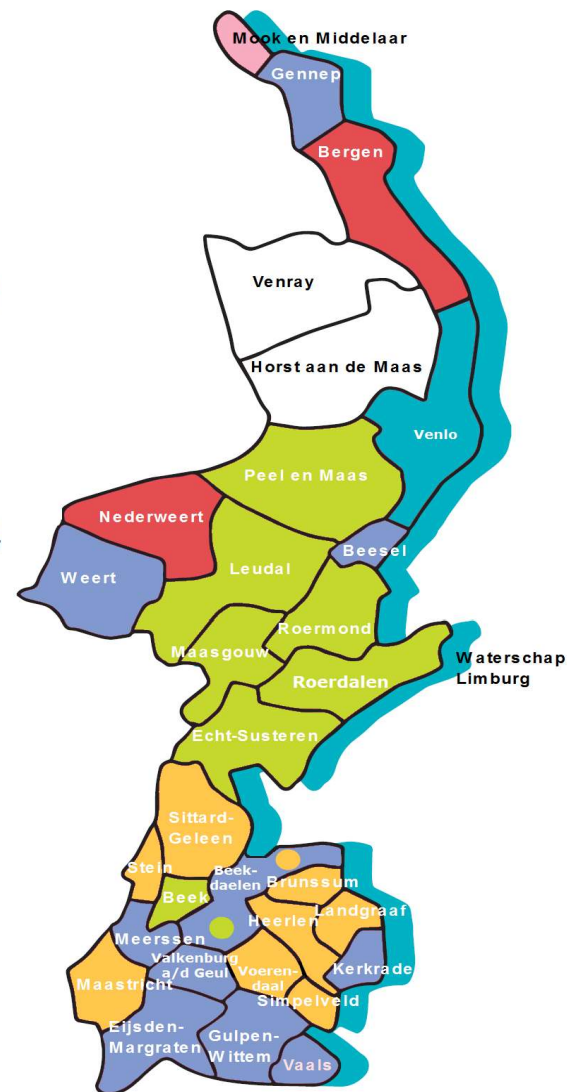 Mook en Middelaar
Gennep
Bergen
Venray
Horst aan de Maas
Venlo
Peel en Maas
Nederweert
Beesel
Weert
Leudal
Roermond
Maasgouw
Waterschap
Limburg
Roerdalen
Echt-Susteren
Sittard-
Geleen
Stein
Beek-
daelen
Brunssum
Beek
Landgraaf
Heerlen
Meerssen
Valkenburg
a/d Geul
Voeren-
daal
Kerkrade
Maastricht
Simpelveld
Eijsden-
Margraten
Gulpen-
Wittem
Vaals